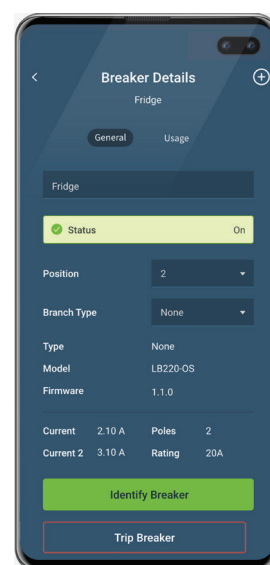 Breaker Details
Fridge
General Usage
Fridge
Status On
Position 2
Branch Type None
Type None
Model LB220-OS
Firmware 1.1.0
Current 2.10 A Poles 2
Current 2 3.10 A Rating 20A
Identify Breaker
Trip Breaker